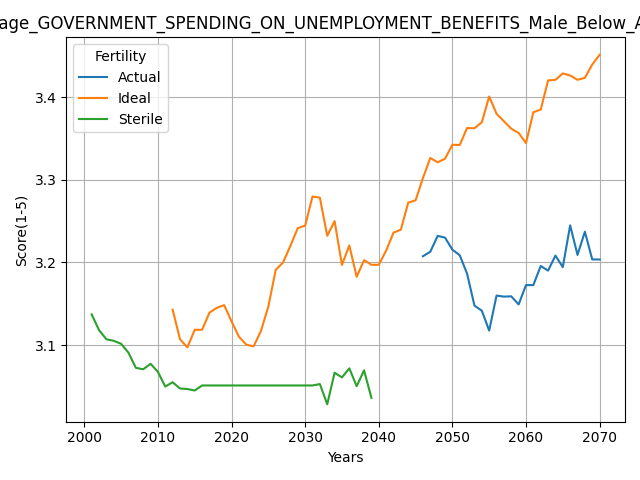 age_GOVERNMENT_SPENDING_ON_UNEMPLOYMENT_BENEFITS_Male_Below_A
Fertility
Actual
Ideal
Sterile
Score(1-5)
3.4
3.3
3.2
3.1
2000 2010 2020 2030 2040 2050 2060 2070
Years